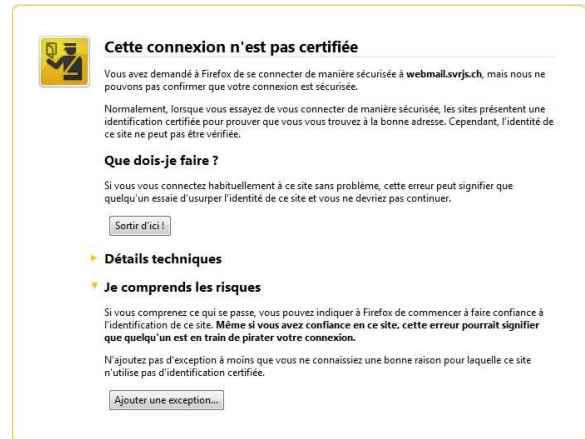 Cette connexion n'est pas certifiée
Vous avez demandé à Firefox de se connecter de manière sécurisée à webmail.svrjs.ch, mais nous ne
pouvons pas confirmer que votre connexion est sécurisée.
Normalement, lorsque vous essayez de vous connecter de manière sécurisée, les sites présentent une
identification certifiée pour prouver que vous vous trouvez à la bonne adresse. Cependant, l'identité de
ce site ne peut pas être vérifiée.
Que dois-je faire ?
Si vous vous connectez habituellement à ce site sans problème, cette erreur peut signifier que
quelqu'un essaie d'usurper l'identité de ce site et vous ne devriez pas continuer.
Sortir d'ici !
Détails techniques
Je comprends les risques
Si vous comprenez ce qui se passe, vous pouvez indiquer à Firefox de commencer à faire confiance à
l'identification de ce site. Même si vous avez confiance en ce site, cette erreur pourrait signifier
que quelqu'un est en train de pirater votre connexion.
N'ajoutez pas d'exception à moins que vous ne connaissiez une bonne raison pour laquelle ce site
n'utilise pas d'identification certifiée.
Ajouter une exception...